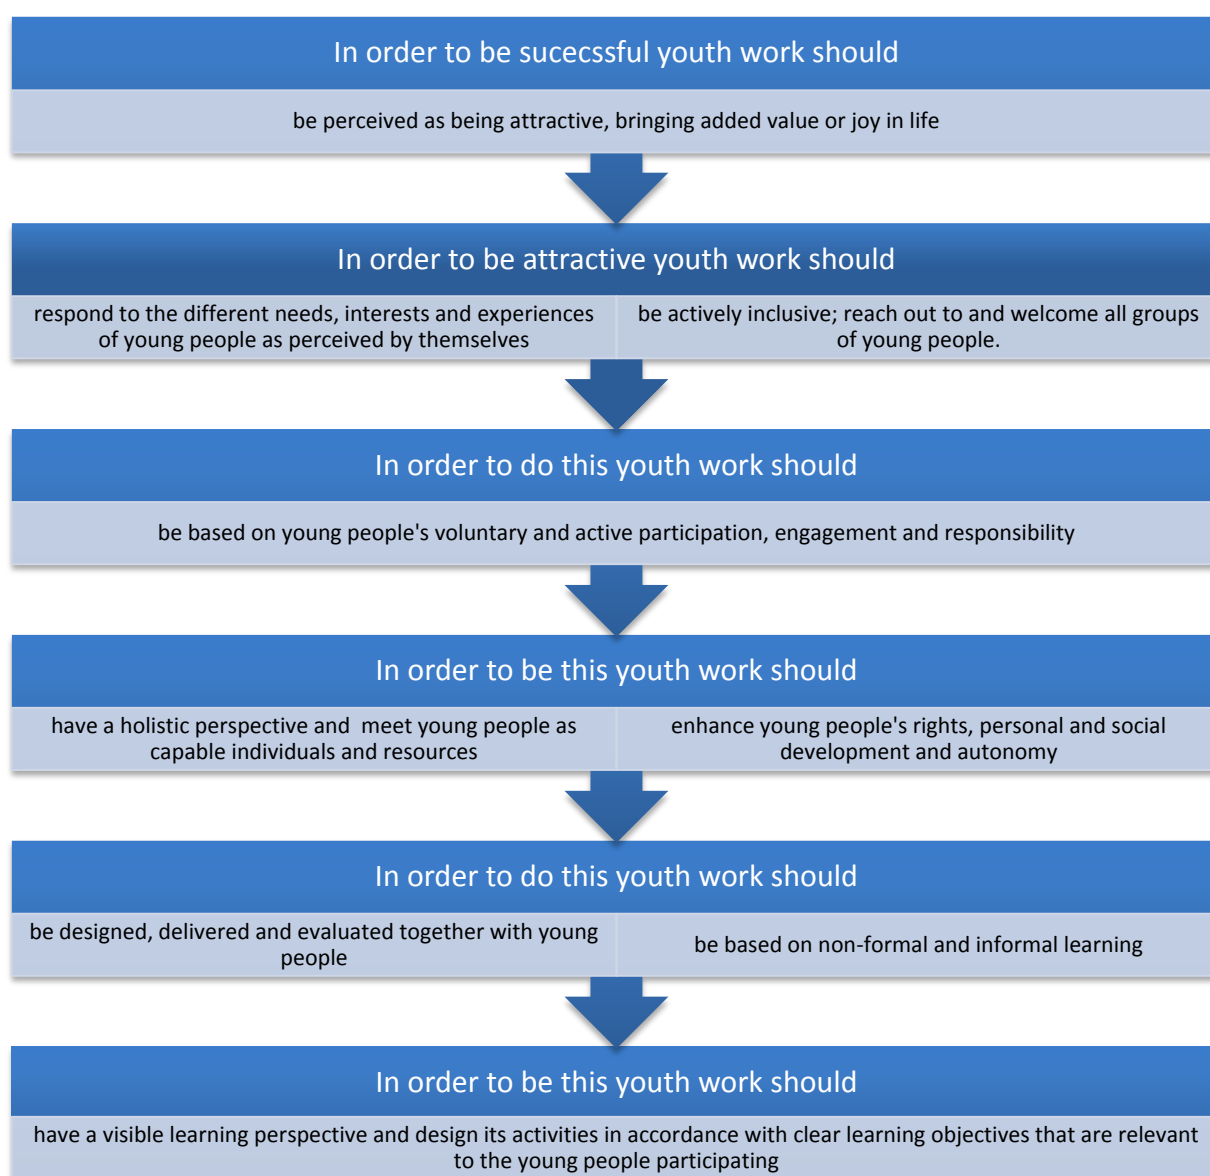 In order to be sucecssful youth work should
be perceived as being attractive, bringing added value or joy in life
In order to be attractive youth work should
respond to the different needs, interests and experiences
of young people as perceived by themselves
be actively inclusive; reach out to and welcome all groups
of young people.
In order to do this youth work should
be based on young people's voluntary and active participation, engagement and responsibility
In order to be this youth work should
have a holistic perspective and  meet young people as
capable individuals and resources
enhance young people's rights, personal and social
development and autonomy
In order to do this youth work should
be designed, delivered and evaluated together with young
people
be based on non-formal and informal learning
In order to be this youth work should
have a visible learning perspective and design its activities in accordance with clear learning objectives that are relevant
to the young people participating